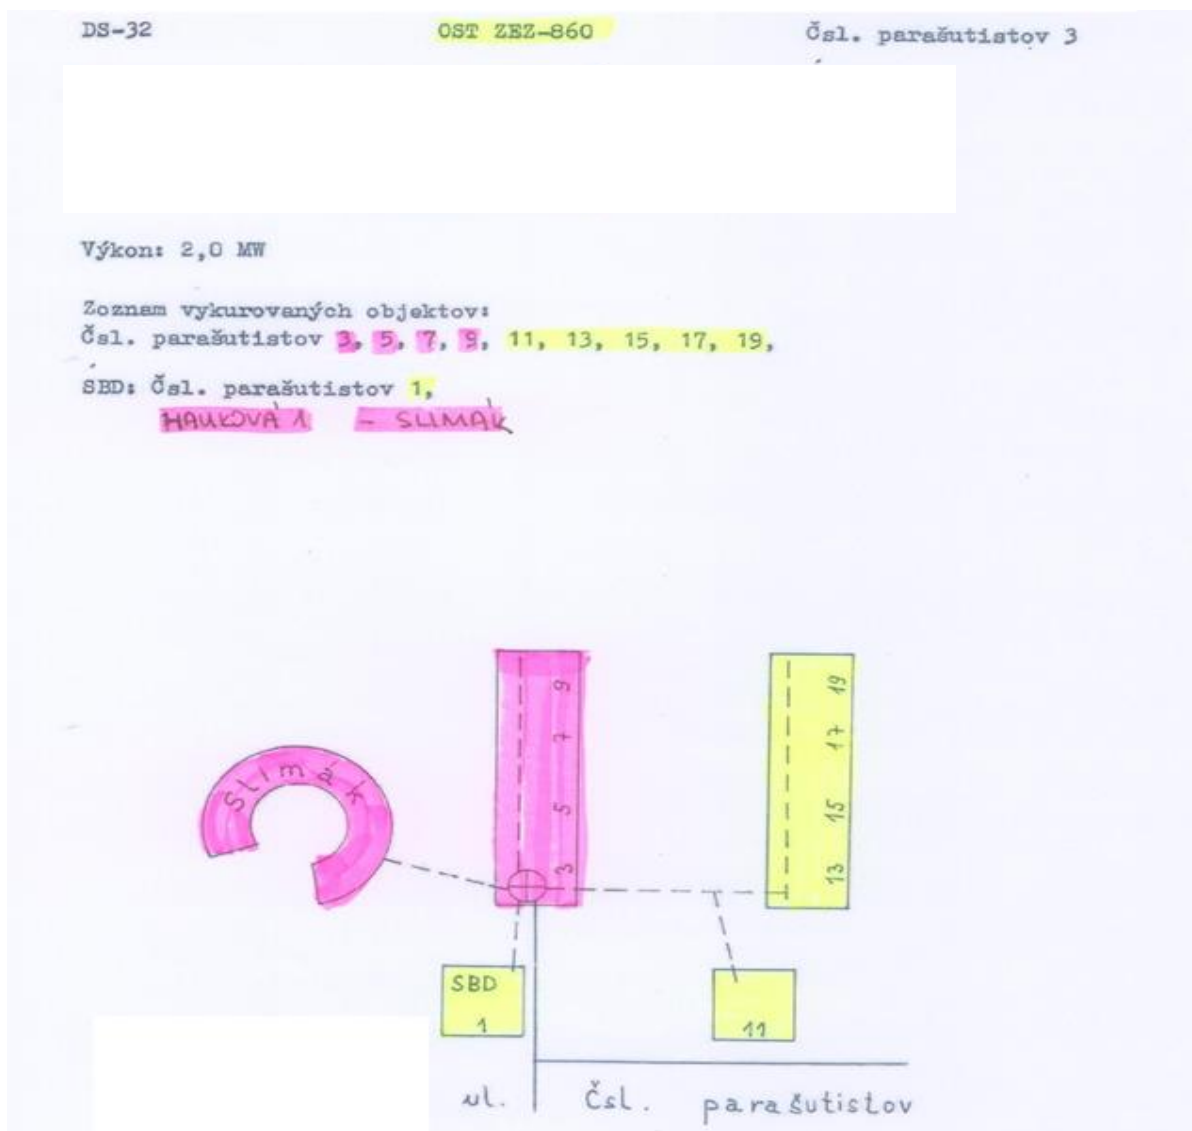 DS-32 OST ZEZ-860 Čsl. parašutistov 3
Výkon: 2,0 MW
Zoznam vykurovaných objektov:
Čsl. parašutistov 3, 5, 7, 9, 11, 13, 15, 17, 19,
SBD: Čsl. parašutistov 1,
HAUKOVÁ 1 - SLIMÁK
Slimák
3 5 7 9
13 15 17 19
SBD
1
11
ul. Čsl. parašutistov